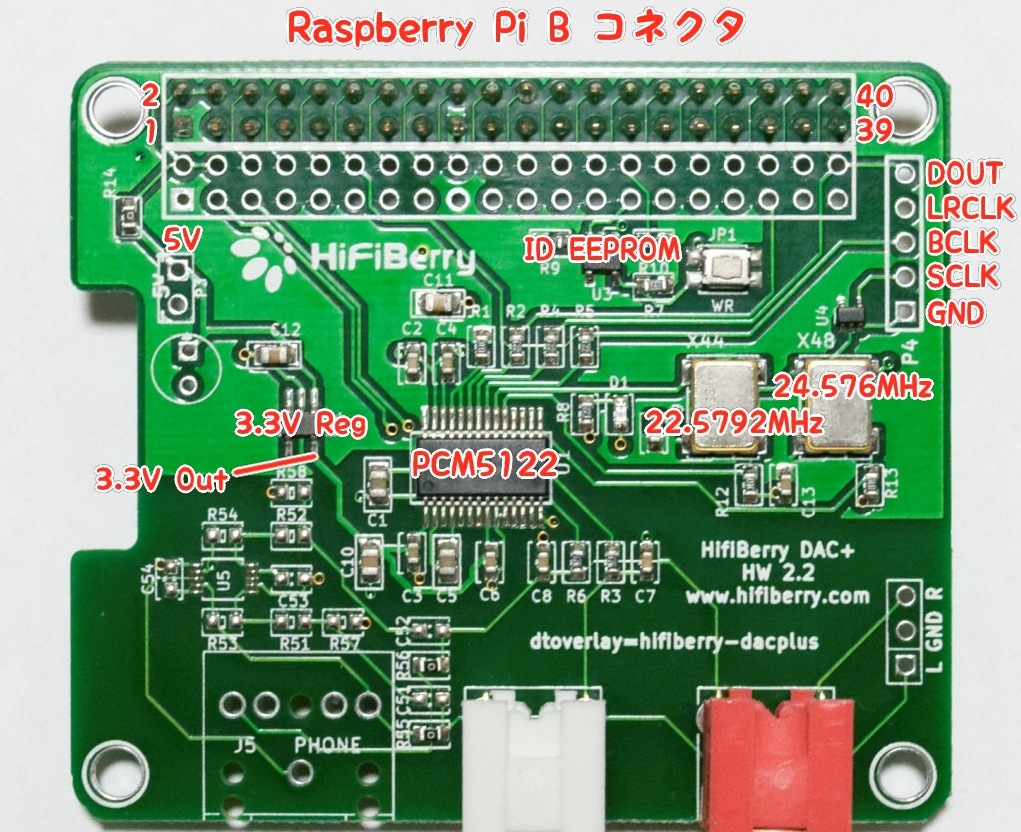 Raspberry Pi B コネクタ
2
40
1
39
R14
DOUT
LRCLK
BCLK
SCLK
GND
P4
5V
HiFiBerry
ID EEPROM
R9
R10
U3
R7
JP1
WR
U4
C11
C12
C2
C4
R1
R2
R4
R5
X44
X48
24.576MHz
22.5792MHz
R8
D1
3.3V Reg
3.3V Out
PCM5122
U1
R12
C13
R13
R58
C1
R54
R52
C10
C3
C5
C6
C8
R6
R3
C7
C54
U5
C53
R53
R51
R57
C52
R56
C51
R55
HifiBerry DAC+
HW 2.2
www.hifiberry.com
dtoverlay=hifiberry-dacplus
L GND R
J5
PHONE